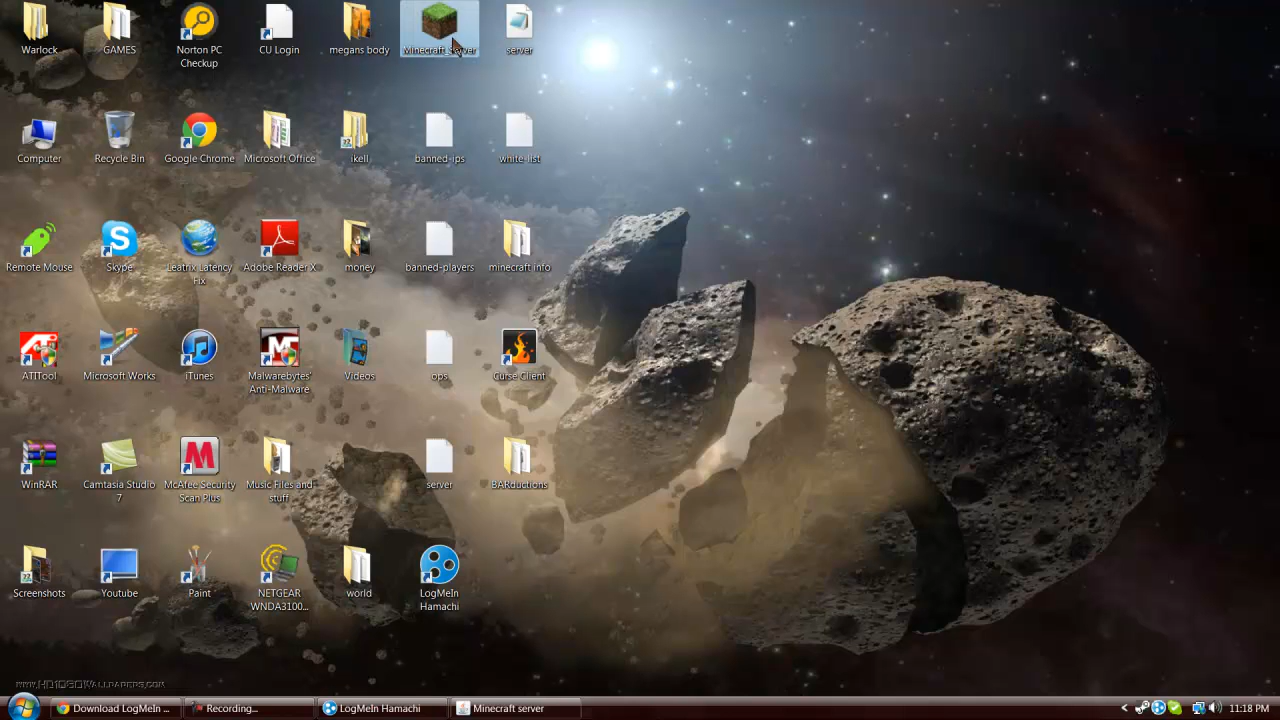 Warlock
GAMES
Norton PC
Checkup
CU Login
megans body
Minecraft_Server
server
Computer
Recycle Bin
Google Chrome
Microsoft Office
ikell
banned-ips
white-list
Remote Mouse
Skype
Leatrix Latency
Fix
Adobe Reader X
money
banned-players
minecraft info
ATITool
Microsoft Works
iTunes
Malwarebytes'
Anti-Malware
Videos
ops
Curse Client
WinRAR
Camtasia Studio
7
McAfee Security
Scan Plus
Music Files and
stuff
server
BARductions
Screenshots
Youtube
Paint
NETGEAR
WNDA3100...
world
LogMeIn
Hamachi
www.HD1080Wallpapers.com
Download LogMeIn ...
Recording...
LogMeIn Hamachi
Minecraft server
11:18 PM